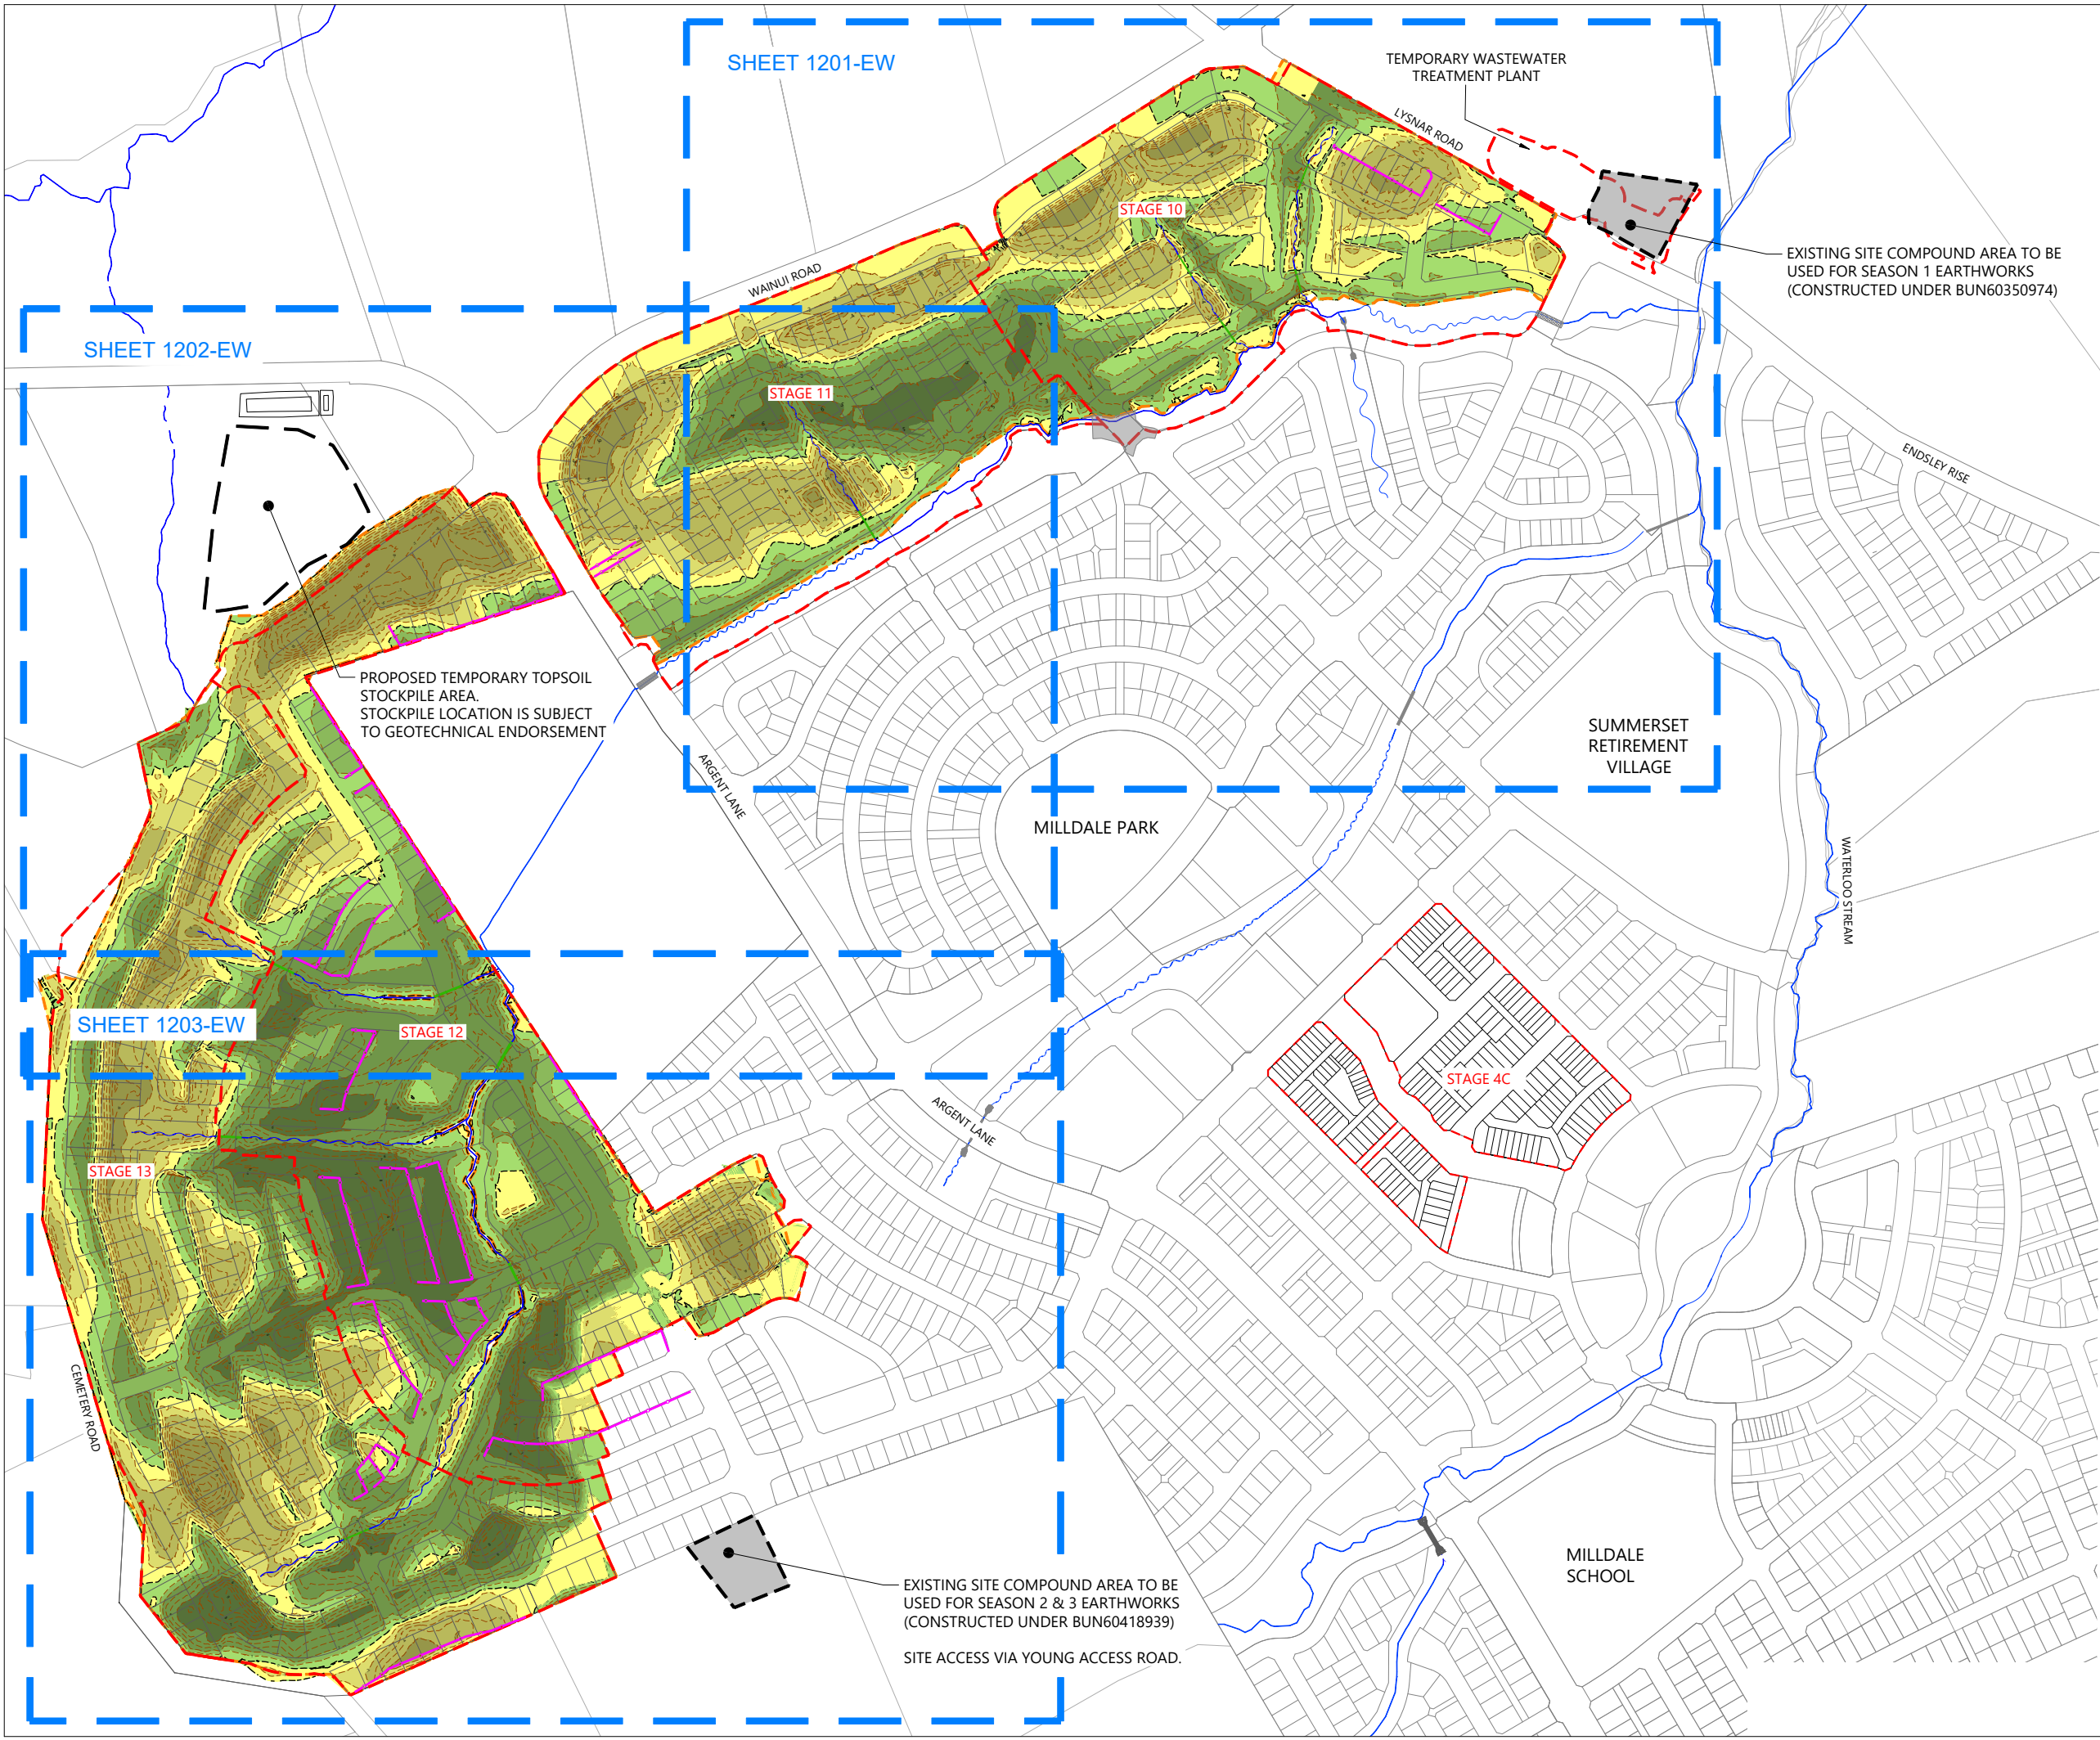 SHEET 1201-EW
TEMPORARY WASTEWATER
TREATMENT PLANT
LYSNAR ROAD
STAGE 10
EXISTING SITE COMPOUND AREA TO BE
USED FOR SEASON 1 EARTHWORKS
(CONSTRUCTED UNDER BUN60350974)
WAINUI ROAD
SHEET 1202-EW
STAGE 11
ENDSLEY RISE
PROPOSED TEMPORARY TOPSOIL
STOCKPILE AREA.
STOCKPILE LOCATION IS SUBJECT
TO GEOTECHNICAL ENDORSEMENT
SUMMERSET
RETIREMENT
VILLAGE
ARGENT LANE
MILLDALE PARK
WATERLOO STREAM
SHEET 1203-EW
STAGE 12
STAGE 4C
ARGENT LANE
STAGE 13
CEMETERY ROAD
MILLDALE
SCHOOL
EXISTING SITE COMPOUND AREA TO BE
USED FOR SEASON 2 & 3 EARTHWORKS
(CONSTRUCTED UNDER BUN60418939)
SITE ACCESS VIA YOUNG ACCESS ROAD.